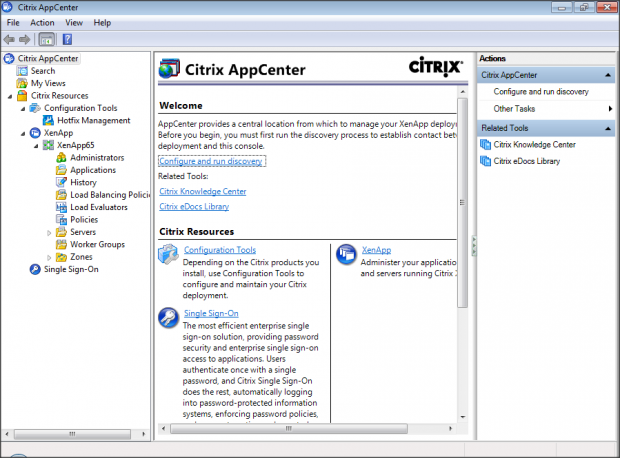 Citrix AppCenter
File Action View Help
Citrix AppCenter
Search
My Views
Citrix Resources
Configuration Tools
Hotfix Management
XenApp
XenApp65
Administrators
Applications
History
Load Balancing Policie
Load Evaluators
Policies
Servers
Worker Groups
Zones
Single Sign-On
Citrix AppCenter
CITRIX
Welcome
AppCenter provides a central location from which to manage your XenApp deploy
Before you begin, you must first run the discovery process to establish contact betw
deployment and this console.
Configure and run discovery
Related Tools:
Citrix Knowledge Center
Citrix eDocs Library
Citrix Resources
Configuration Tools
Depending on the Citrix products you
install, use Configuration Tools to
configure and maintain your Citrix
deployment.
Single Sign-On
The most efficient enterprise single
sign-on solution, providing password
security and enterprise single sign-on
access to applications. Users
authenticate once with a single
password, and Citrix Single Sign-On
does the rest, automatically logging
into password-protected information
systems, enforcing password policies,
XenApp
Administer your application
and servers running Citrix
Actions
Citrix AppCenter
Configure and run discovery
Other Tasks
Related Tools
Citrix Knowledge Center
Citrix eDocs Library